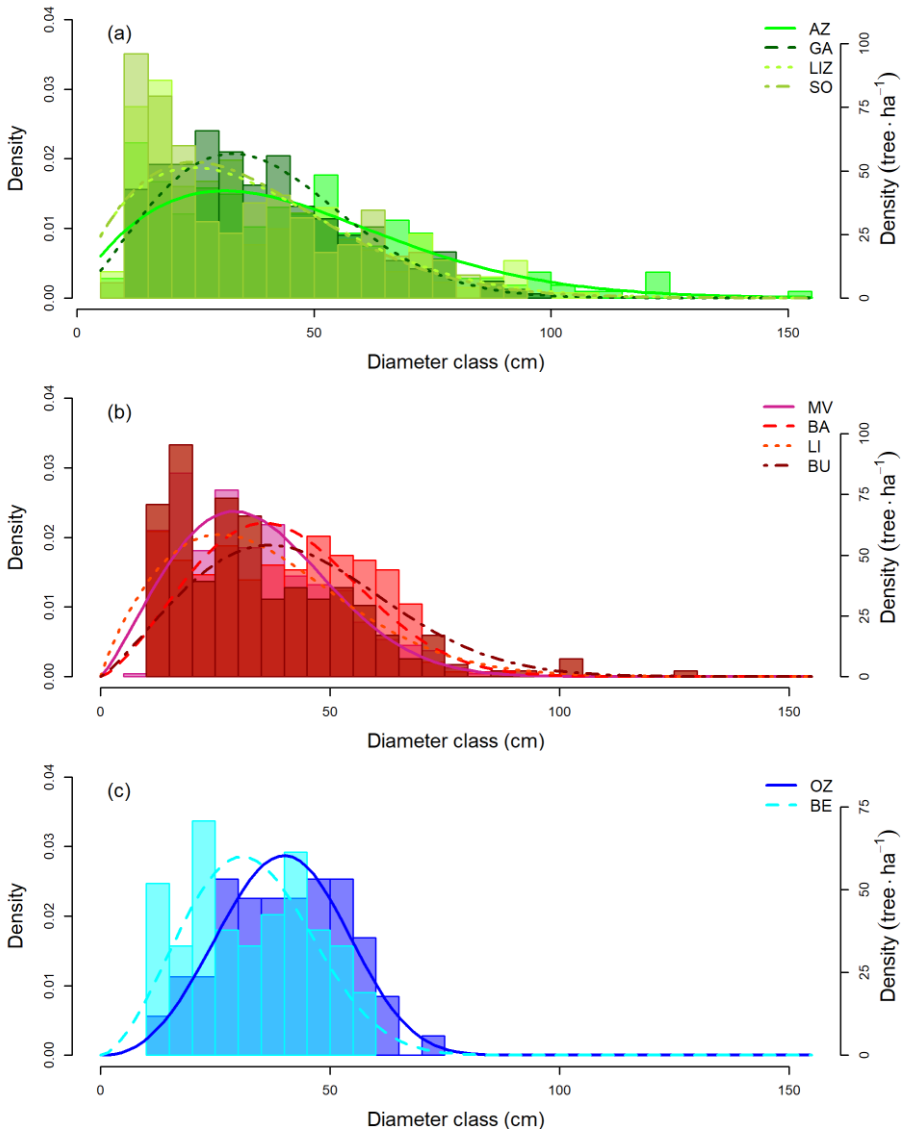 (a)
AZ
GA
LIZ
SO
Density
0.00 0.01 0.02 0.03 0.04
Density (tree · ha⁻¹)
0 25 50 75 100
0 50 100 150
Diameter class (cm)
(b)
MV
BA
LI
BU
Density
0.00 0.01 0.02 0.03 0.04
Density (tree · ha⁻¹)
0 25 50 75 100
0 50 100 150
Diameter class (cm)
(c)
OZ
BE
Density
0.00 0.01 0.02 0.03 0.04
Density (tree · ha⁻¹)
0 25 50 75
0 50 100 150
Diameter class (cm)